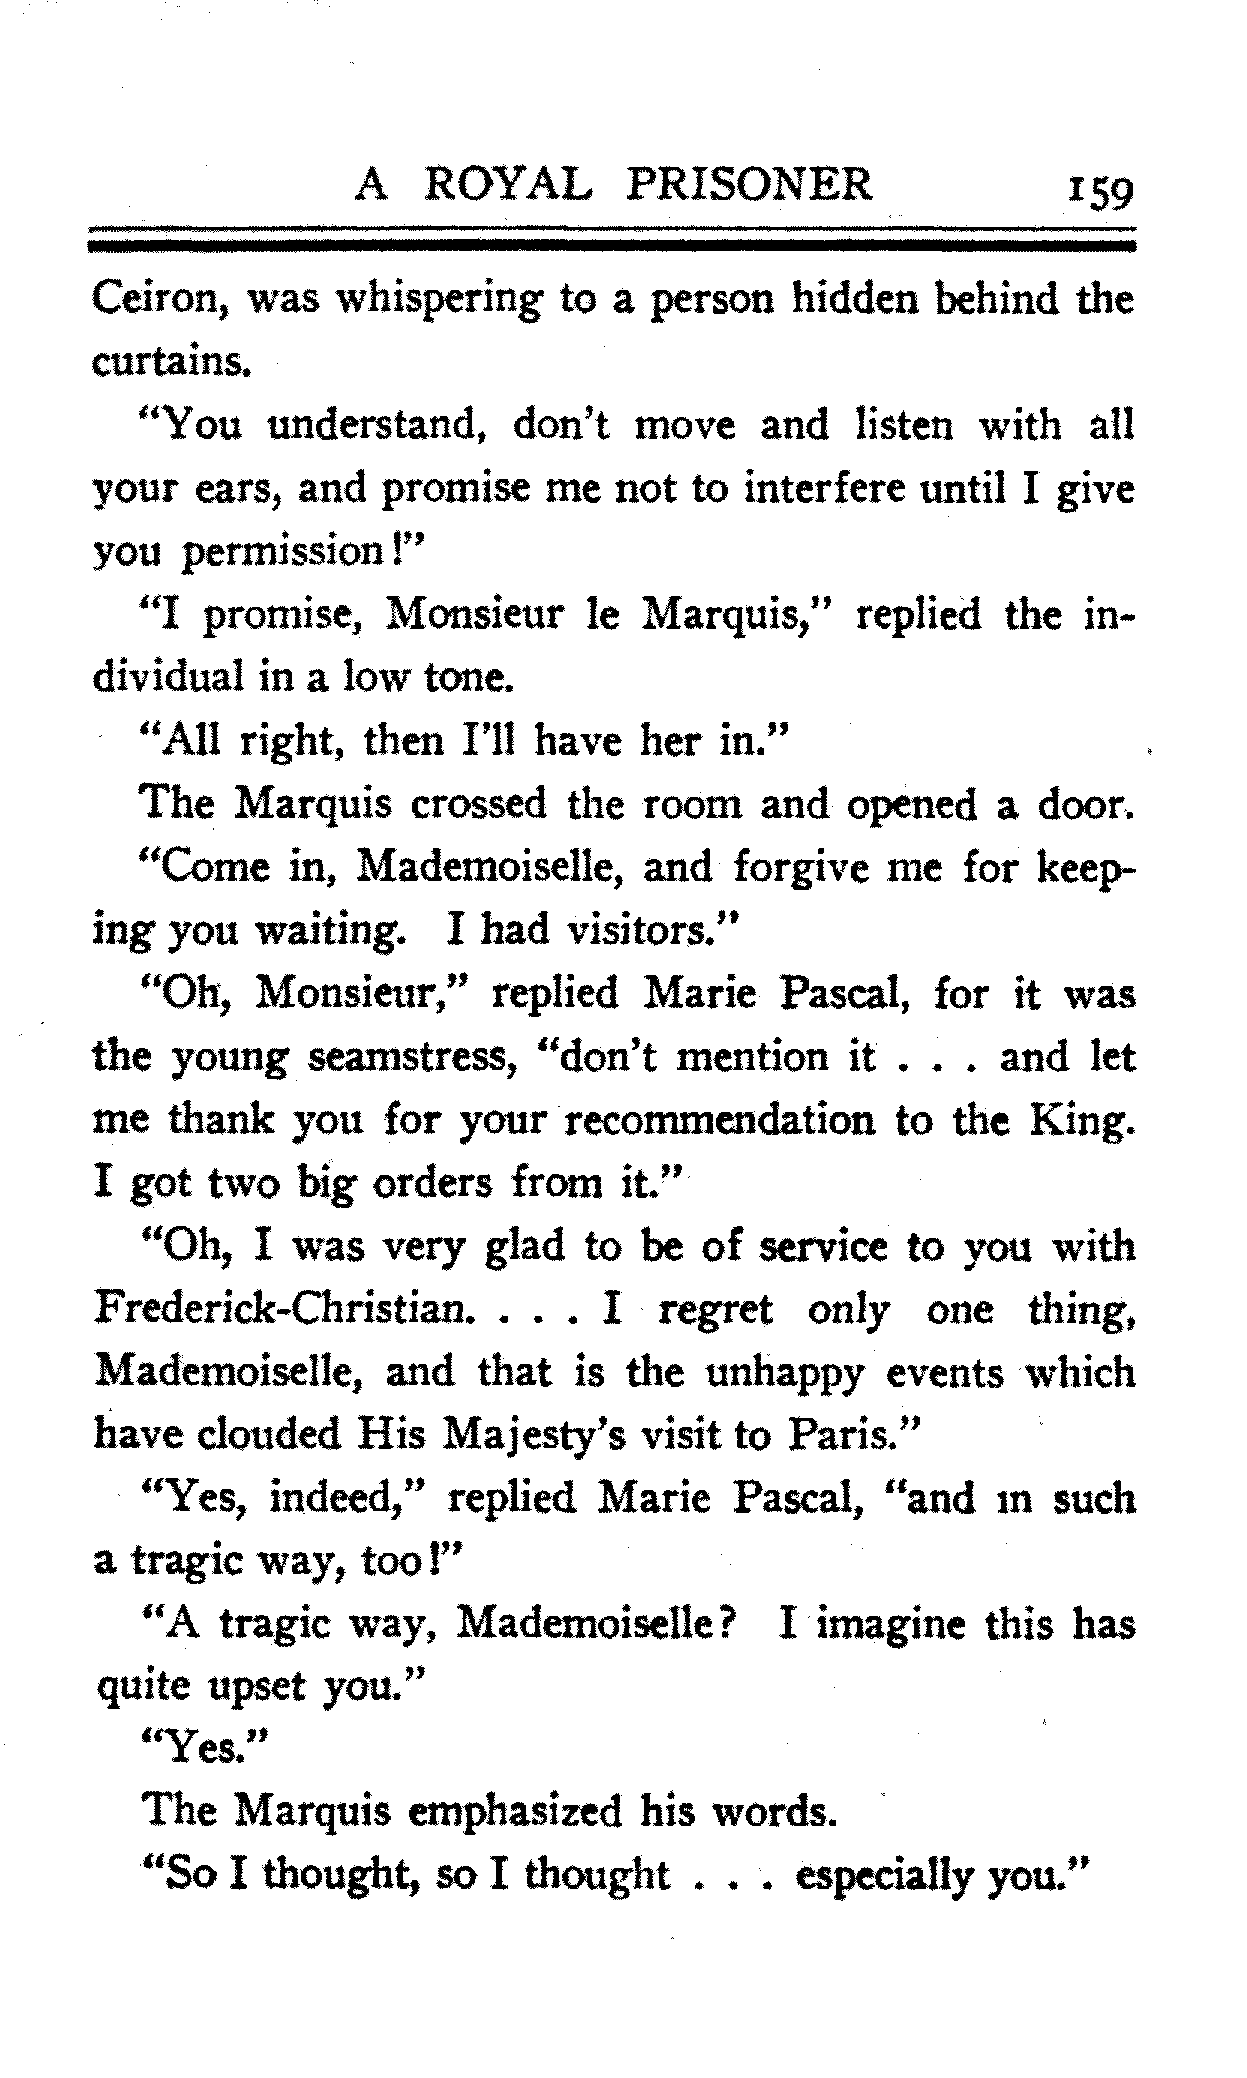 A ROYAL PRISONER 159
Ceiron, was whispering to a person hidden behind the
curtains.
“You understand, don't move and listen with all
your ears, and promise me not to interfere until I give
you permission!”
“I promise, Monsieur le Marquis,” replied the in-
dividual in a low tone.
“All right, then I'll have her in.”
The Marquis crossed the room and opened a door.
“Come in, Mademoiselle, and forgive me for keep-
ing you waiting. I had visitors.”
“Oh, Monsieur,” replied Marie Pascal, for it was
the young seamstress, “don't mention it . . . and let
me thank you for your recommendation to the King.
I got two big orders from it.”
“Oh, I was very glad to be of service to you with
Frederick-Christian. . . . I regret only one thing,
Mademoiselle, and that is the unhappy events which
have clouded His Majesty's visit to Paris.”
“Yes, indeed,” replied Marie Pascal, “and in such
a tragic way, too!”
“A tragic way, Mademoiselle? I imagine this has
quite upset you.”
“Yes.”
The Marquis emphasized his words.
“So I thought, so I thought . . . especially you.”